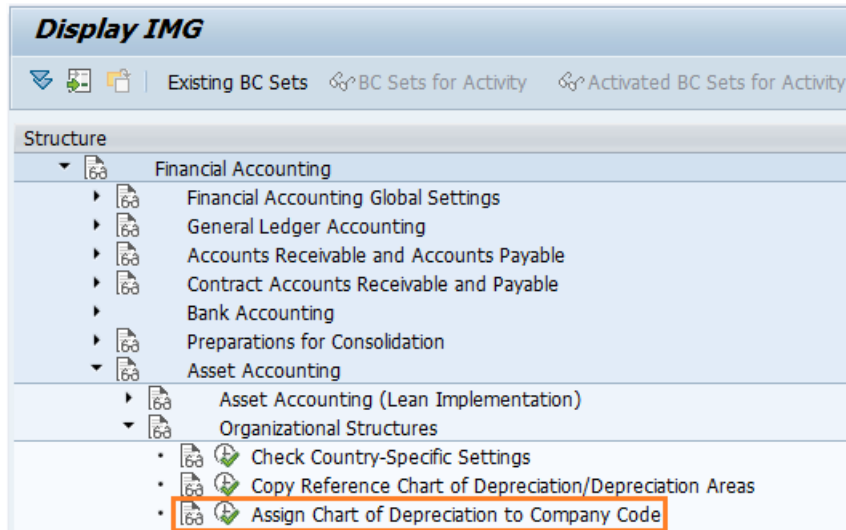 Display IMG
Existing BC Sets BC Sets for Activity Activated BC Sets for Activity
Structure
Financial Accounting
Financial Accounting Global Settings
General Ledger Accounting
Accounts Receivable and Accounts Payable
Contract Accounts Receivable and Payable
Bank Accounting
Preparations for Consolidation
Asset Accounting
Asset Accounting (Lean Implementation)
Organizational Structures
Check Country-Specific Settings
Copy Reference Chart of Depreciation/Depreciation Areas
Assign Chart of Depreciation to Company Code